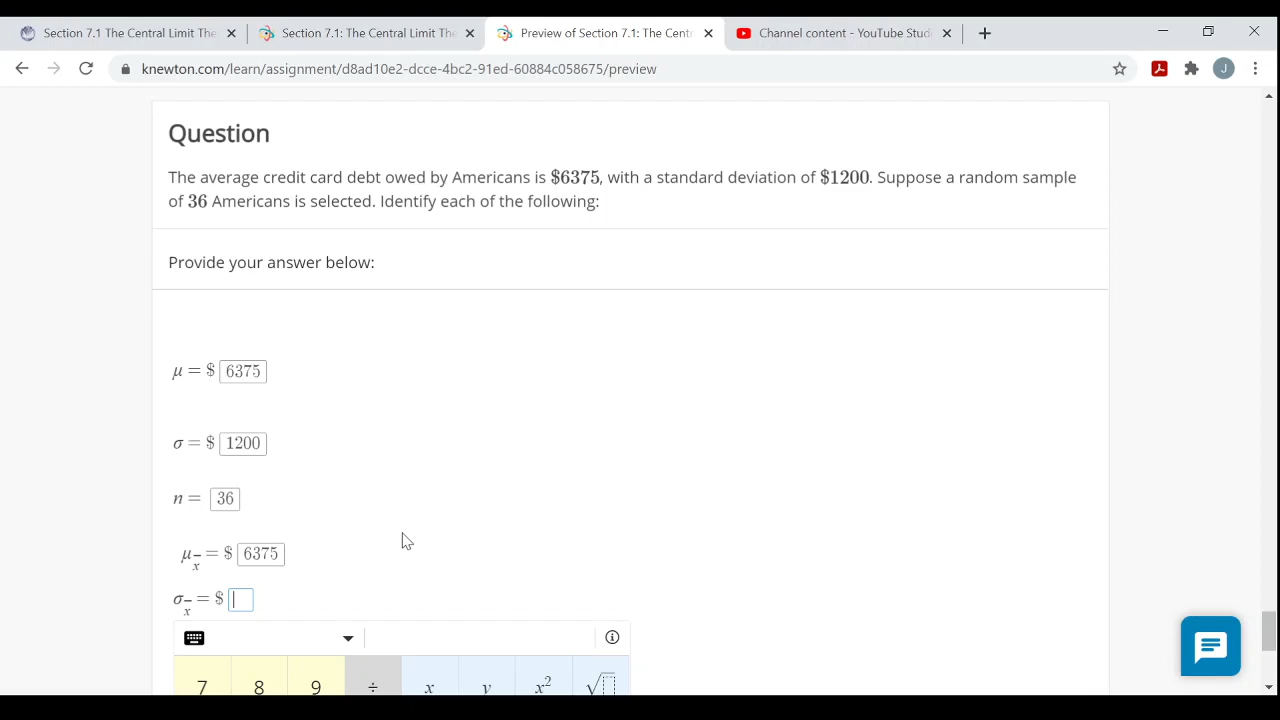 Section 7.1 The Central Limit The
Section 7.1: The Central Limit The
Preview of Section 7.1: The Centr
Channel content - YouTube Stud
knewton.com/learn/assignment/d8ad10e2-dcce-4bc2-91ed-60884c058675/preview
J
Question
The average credit card debt owed by Americans is $6375, with a standard deviation of $1200. Suppose a random sample
of 36 Americans is selected. Identify each of the following:
Provide your answer below:
μ = $ 6375
σ = $ 1200
n = 36
μx̄ = $ 6375
σx̄ = $
7 8 9 ÷ x y x² √